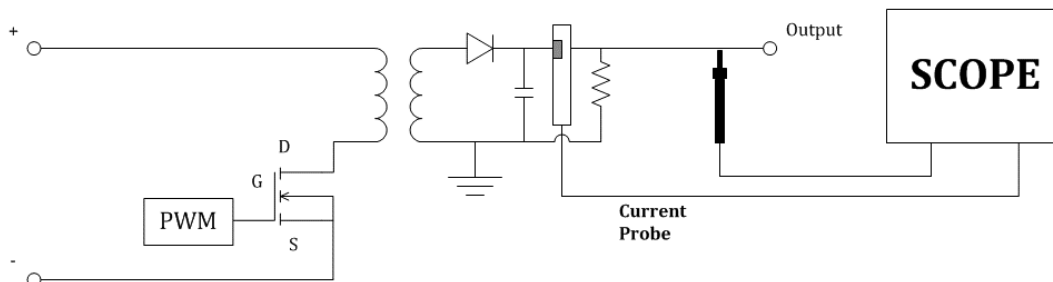 +
Output
SCOPE
D
G
PWM
S
Current
Probe
-